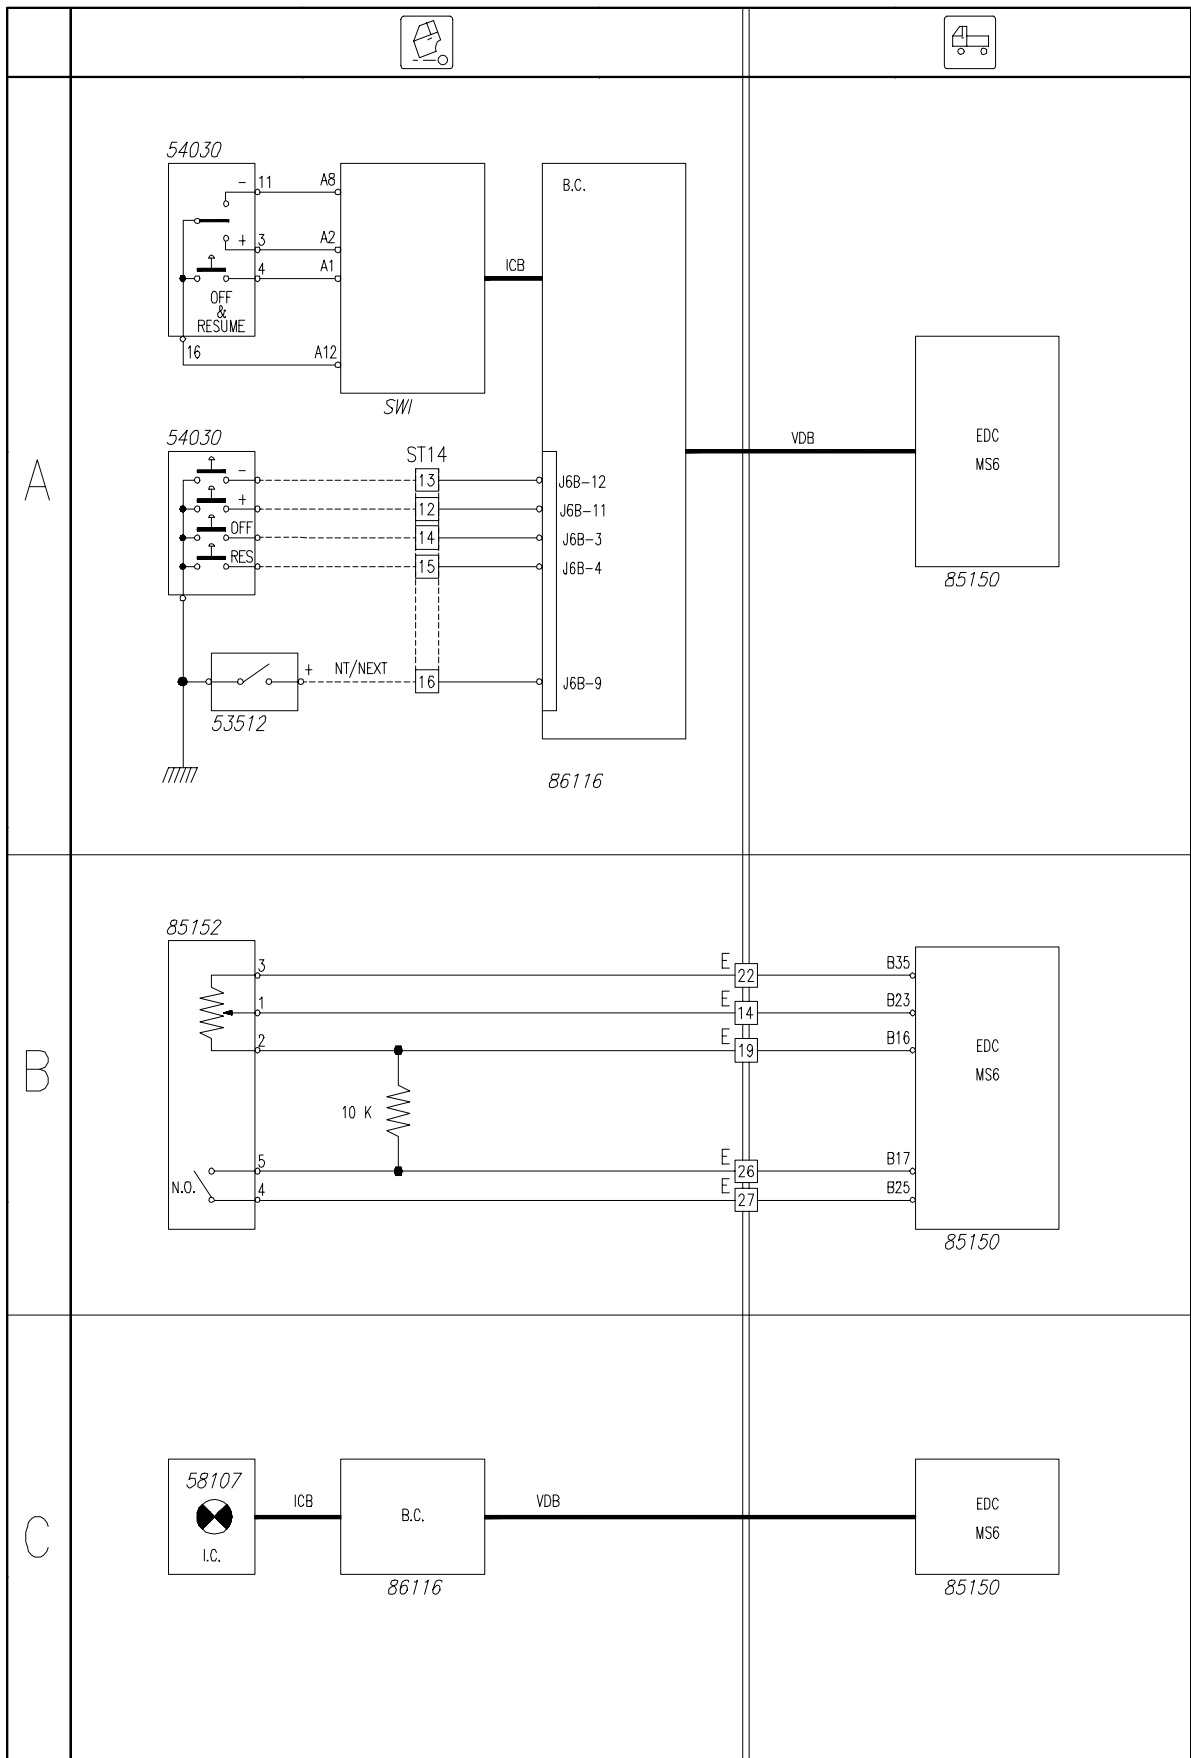 54030
- 11 A8
B.C.
+ 3 A2
4 A1
ICB
OFF
&
RESUME
16 A12
SWI
VDB
EDC
MS6
85150
A
54030
ST14
- 13 J6B-12
+ 12 J6B-11
OFF 14 J6B-3
RES 15 J6B-4
+ NT/NEXT 16 J6B-9
53512
86116
B
85152
3 E 22 B35
1 E 14 B23
2 E 19 B16
EDC
MS6
10 K
5 E 26 B17
N.O. 4 E 27 B25
85150
C
58107
I.C.
ICB
B.C.
86116
VDB
EDC
MS6
85150